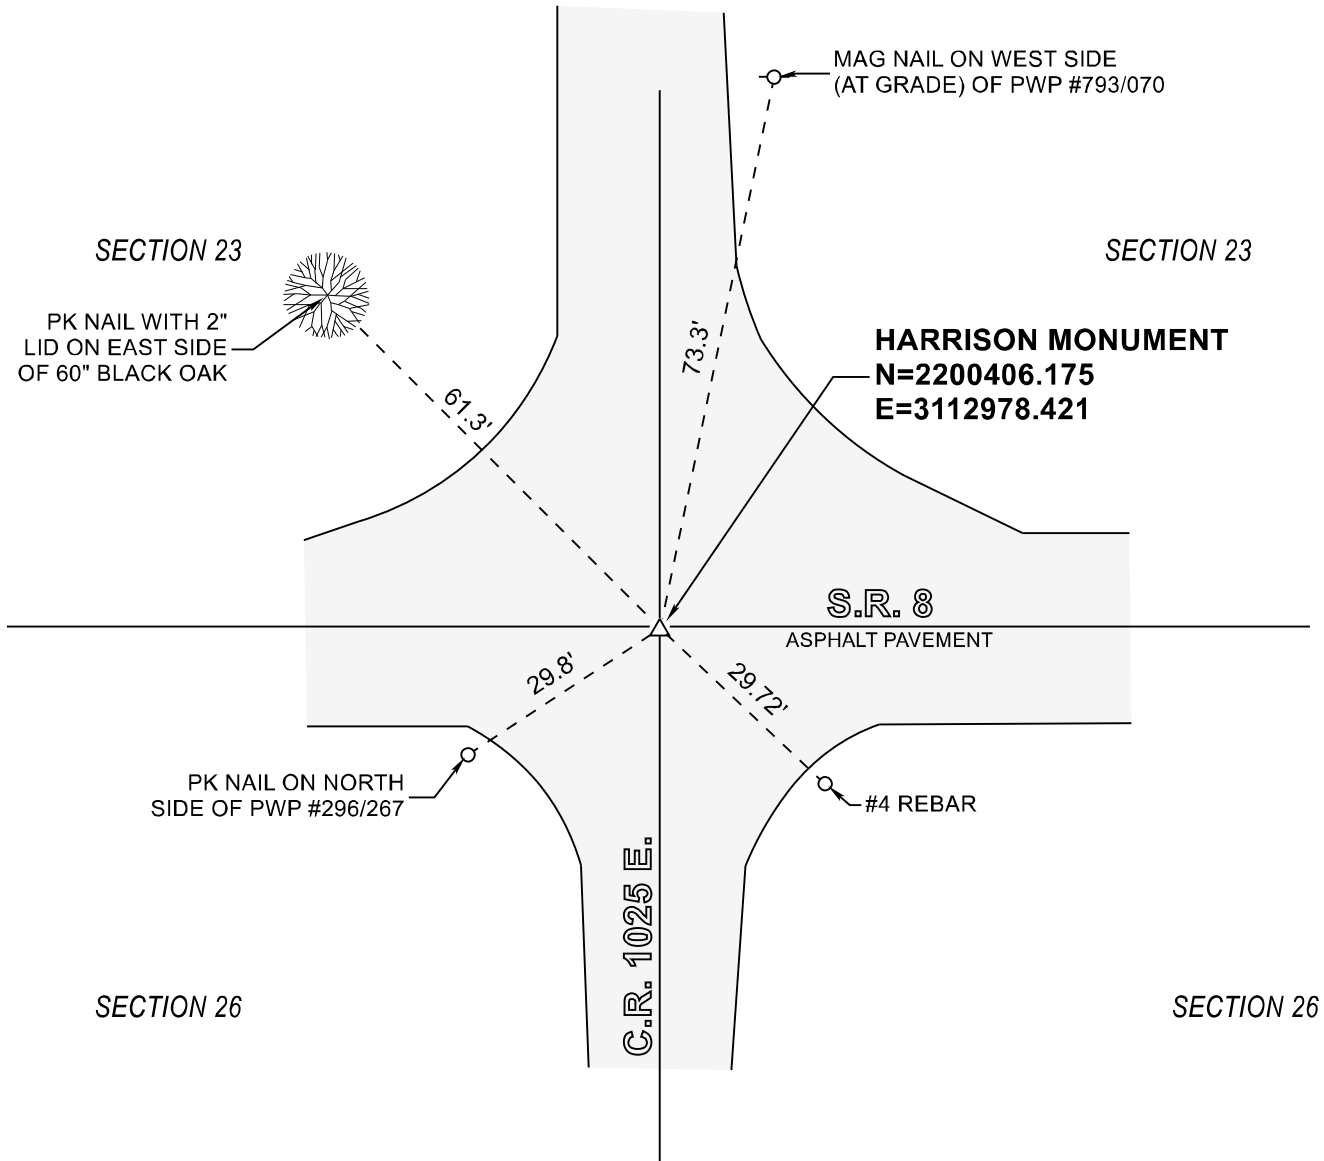 MAG NAIL ON WEST SIDE
(AT GRADE) OF PWP #793/070
SECTION 23
SECTION 23
PK NAIL WITH 2"
LID ON EAST SIDE
OF 60" BLACK OAK
73.3'
HARRISON MONUMENT
N=2200406.175
E=3112978.421
61.3'
S.R. 8
ASPHALT PAVEMENT
29.8'
29.72'
PK NAIL ON NORTH
SIDE OF PWP #296/267
#4 REBAR
C.R. 1025 E.
SECTION 26
SECTION 26